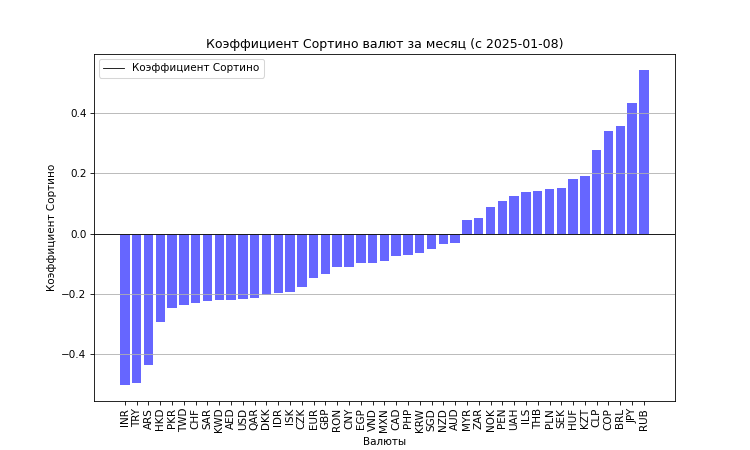 Коэффициент Сортино валют за месяц (с 2025-01-08)
Коэффициент Сортино
Коэффициент Сортино
0.4
0.2
0.0
−0.2
−0.4
INR TRY ARS HKD PKR TWD CHF SAR KWD AED USD QAR DKK IDR ISK CZK EUR GBP RON CNY EGP VND MXN CAD PHP KRW SGD NZD AUD MYR ZAR NOK PEN UAH ILS THB PLN SEK HUF KZT CLP COP BRL JPY RUB
Валюты